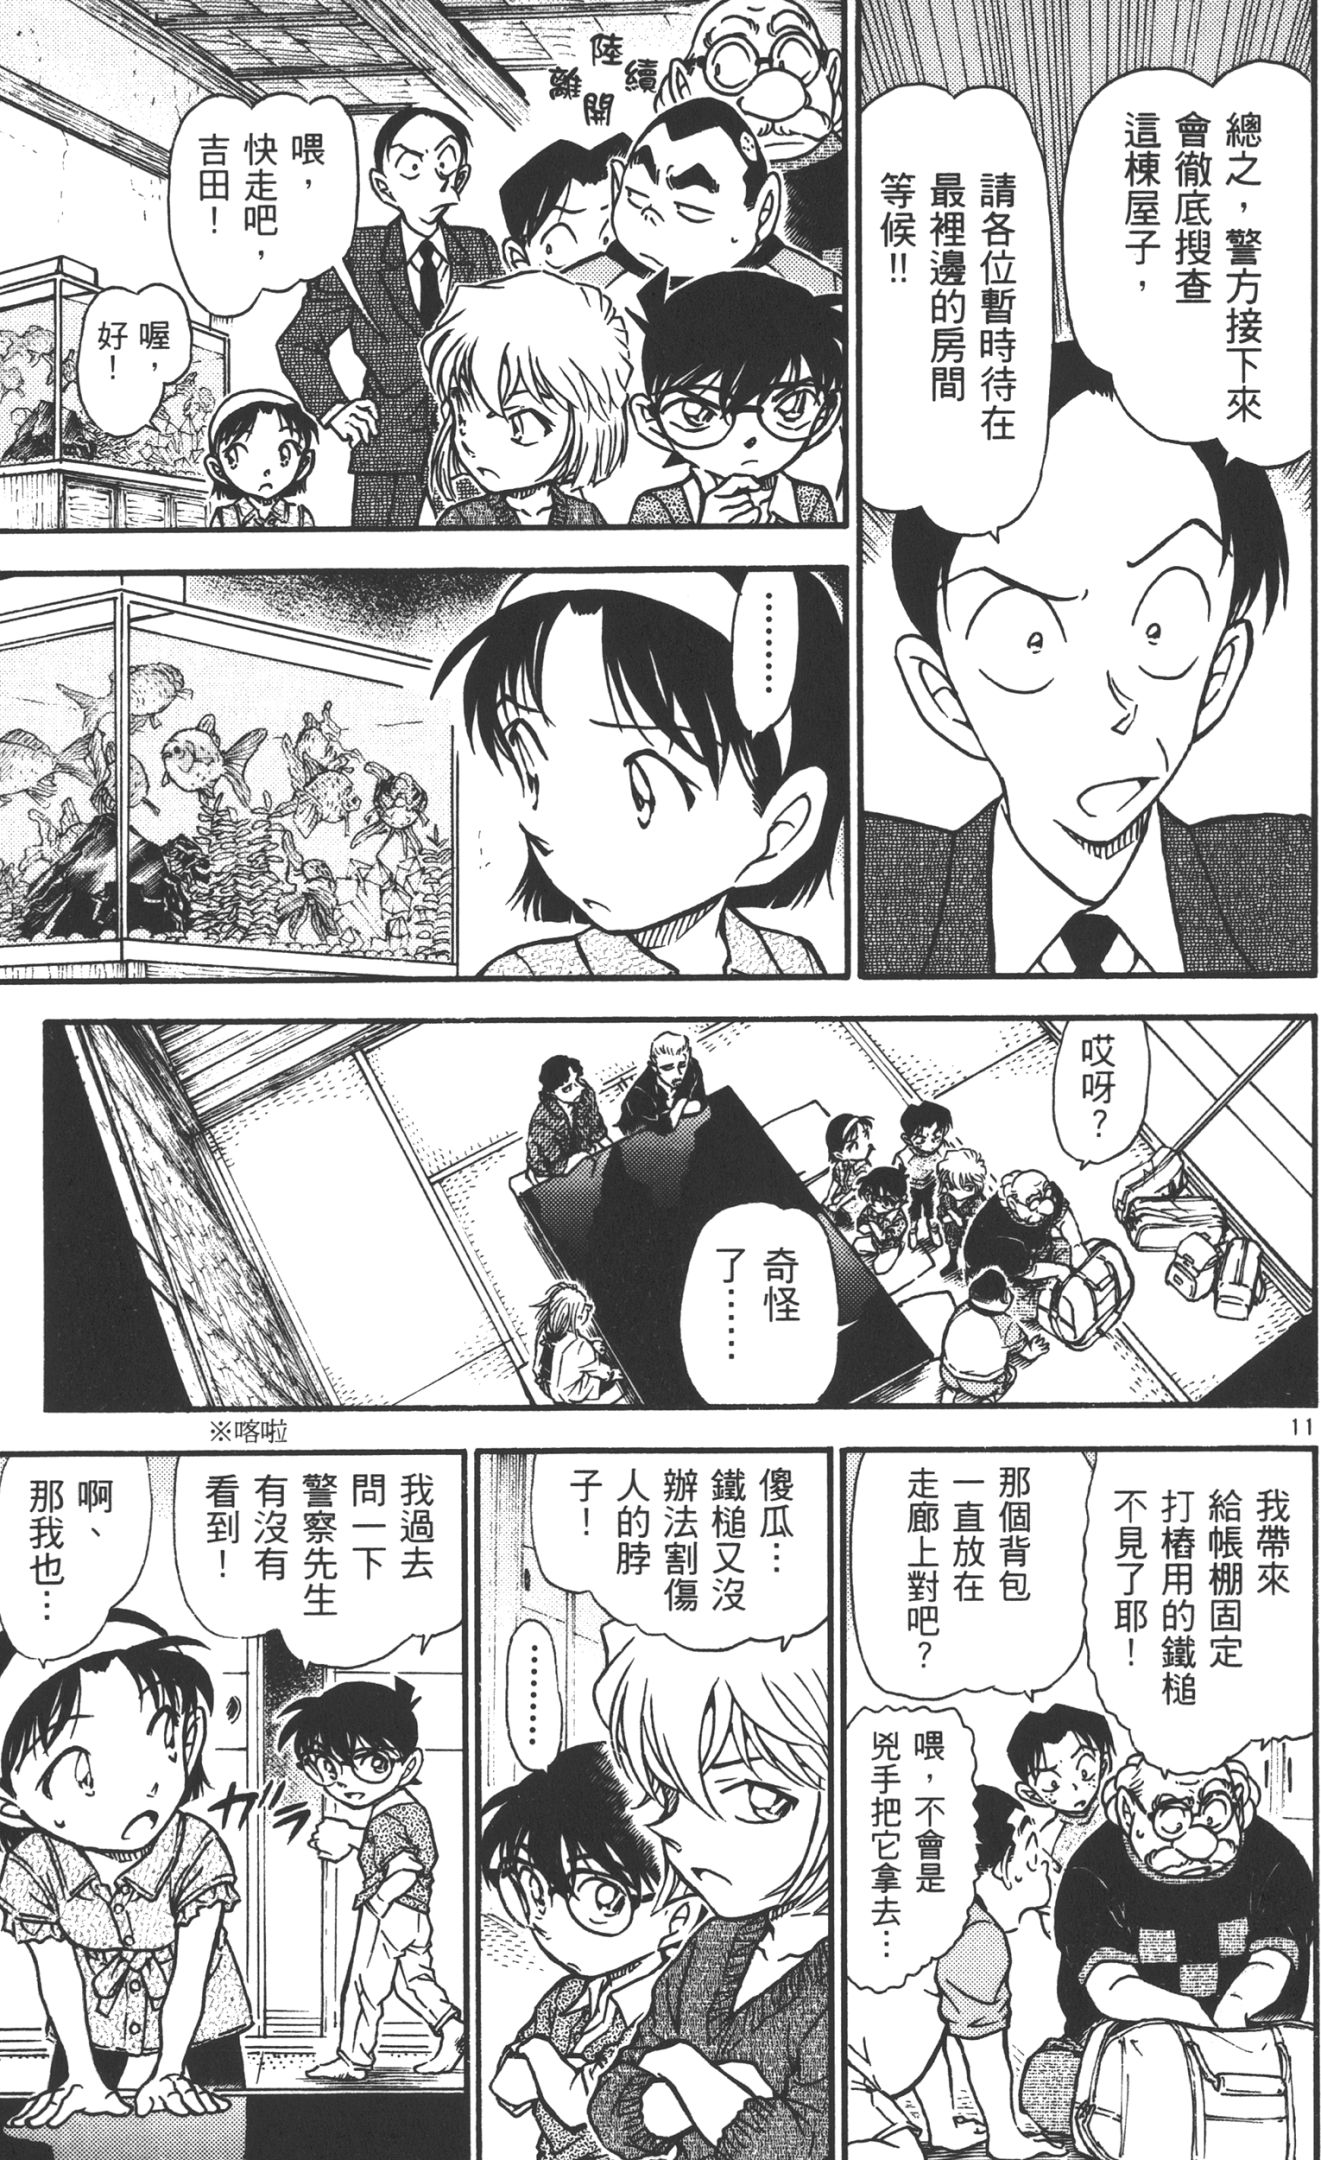 總之，警方接下來
會徹底搜查
這棟屋子，
請各位暫時待在
最裡邊的房間
等候!!
陸續
離開
喂，
快走吧，
吉田！
喔，
好！
………
哎呀？
奇怪
了……
11
我帶來
給帳棚固定
打樁用的鐵槌
不見了耶！
那個背包
一直放在
走廊上對吧？
喂，不會是
兇手把它拿去…
傻瓜…
鐵槌又沒
辦法割傷
人的脖
子！
………
※喀啦
我過去
問一下
警察先生
有沒有
看到！
ガラ
啊、
那我也…